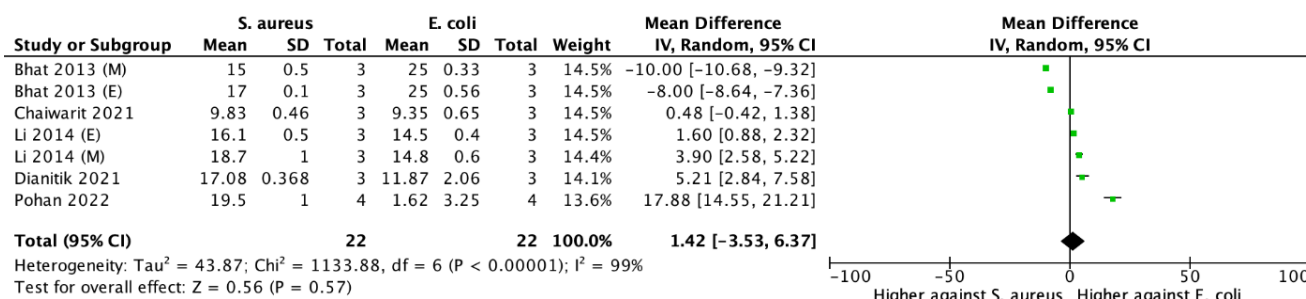 S. aureus E. coli Mean Difference Mean Difference
Study or Subgroup Mean SD Total Mean SD Total Weight IV, Random, 95% CI IV, Random, 95% CI
Bhat 2013 (M) 15 0.5 3 25 0.33 3 14.5% −10.00 [−10.68, −9.32]
Bhat 2013 (E) 17 0.1 3 25 0.56 3 14.5% −8.00 [−8.64, −7.36]
Chaiwarit 2021 9.83 0.46 3 9.35 0.65 3 14.5% 0.48 [−0.42, 1.38]
Li 2014 (E) 16.1 0.5 3 14.5 0.4 3 14.5% 1.60 [0.88, 2.32]
Li 2014 (M) 18.7 1 3 14.8 0.6 3 14.4% 3.90 [2.58, 5.22]
Dianitik 2021 17.08 0.368 3 11.87 2.06 3 14.1% 5.21 [2.84, 7.58]
Pohan 2022 19.5 1 4 1.62 3.25 4 13.6% 17.88 [14.55, 21.21]
Total (95% CI) 22 22 100.0% 1.42 [−3.53, 6.37]
Heterogeneity: Tau² = 43.87; Chi² = 1133.88, df = 6 (P < 0.00001); I² = 99%
Test for overall effect: Z = 0.56 (P = 0.57)
−100 −50 0 50 100
Higher against S. aureus Higher against E. coli